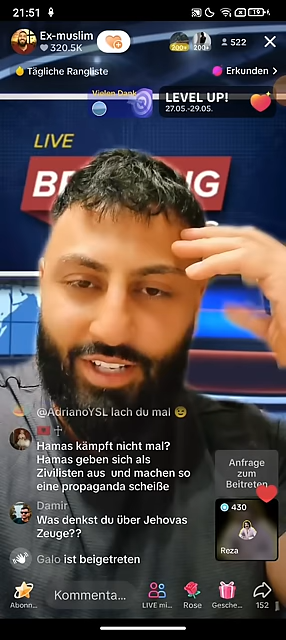 21:51
19
Ex-muslim
320.5K
200+
200+
522
Tägliche Rangliste
Erkunden
Vielen Dank
LEVEL UP!
27.05.-29.05.
LIVE
@AdrianoYSL lach du mal 😉
Hamas kämpft nicht mal?
Hamas geben sich als
Zivilisten aus und machen so
eine propaganda scheiße
Damir
Was denkst du über Jehovas
Zeuge??
Galo ist beigetreten
Anfrage
zum
Beitreten
430
Reza
Abonn...
Kommenta...
LIVE mi...
Rose
Gesche...
152